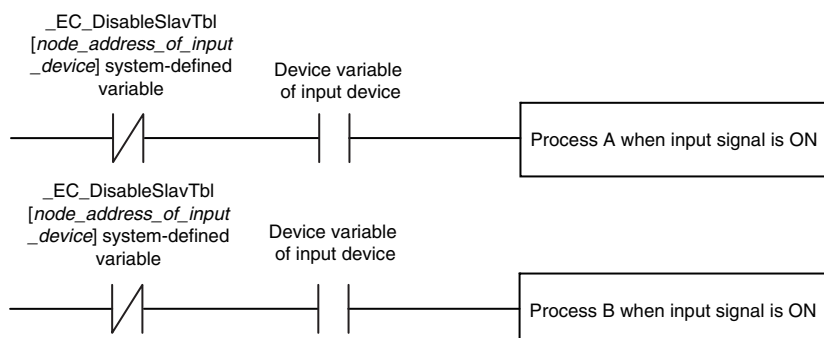 _EC_DisableSlavTbl
[node_address_of_input
_device] system-defined
variable
Device variable
of input device
Process A when input signal is ON
_EC_DisableSlavTbl
[node_address_of_input
_device] system-defined
variable
Device variable
of input device
Process B when input signal is ON